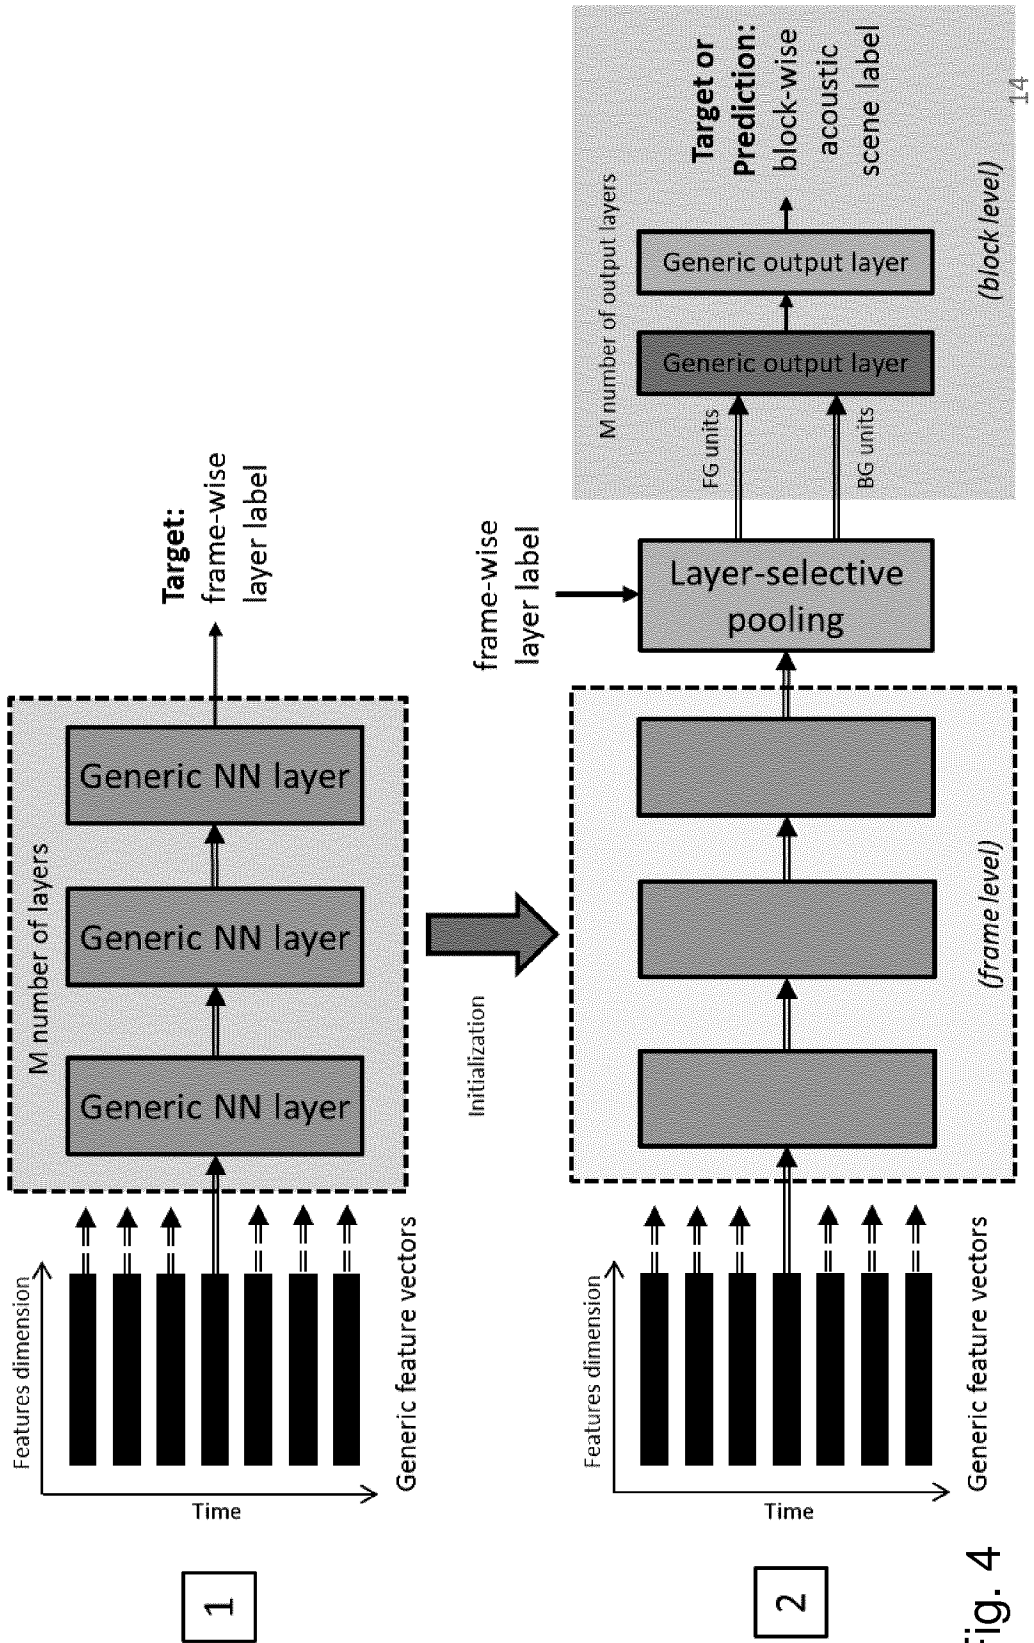 1
Features dimension
Time
Generic feature vectors
M number of layers
Generic NN layer
Generic NN layer
Generic NN layer
Target:
frame-wise
layer label
Initialization
2
Features dimension
Time
Generic feature vectors
(frame level)
frame-wise
layer label
Layer-selective
pooling
FG units
BG units
M number of output layers
Generic output layer
Generic output layer
Target or
Prediction:
block-wise
acoustic
scene label
(block level)
14
Fig. 4